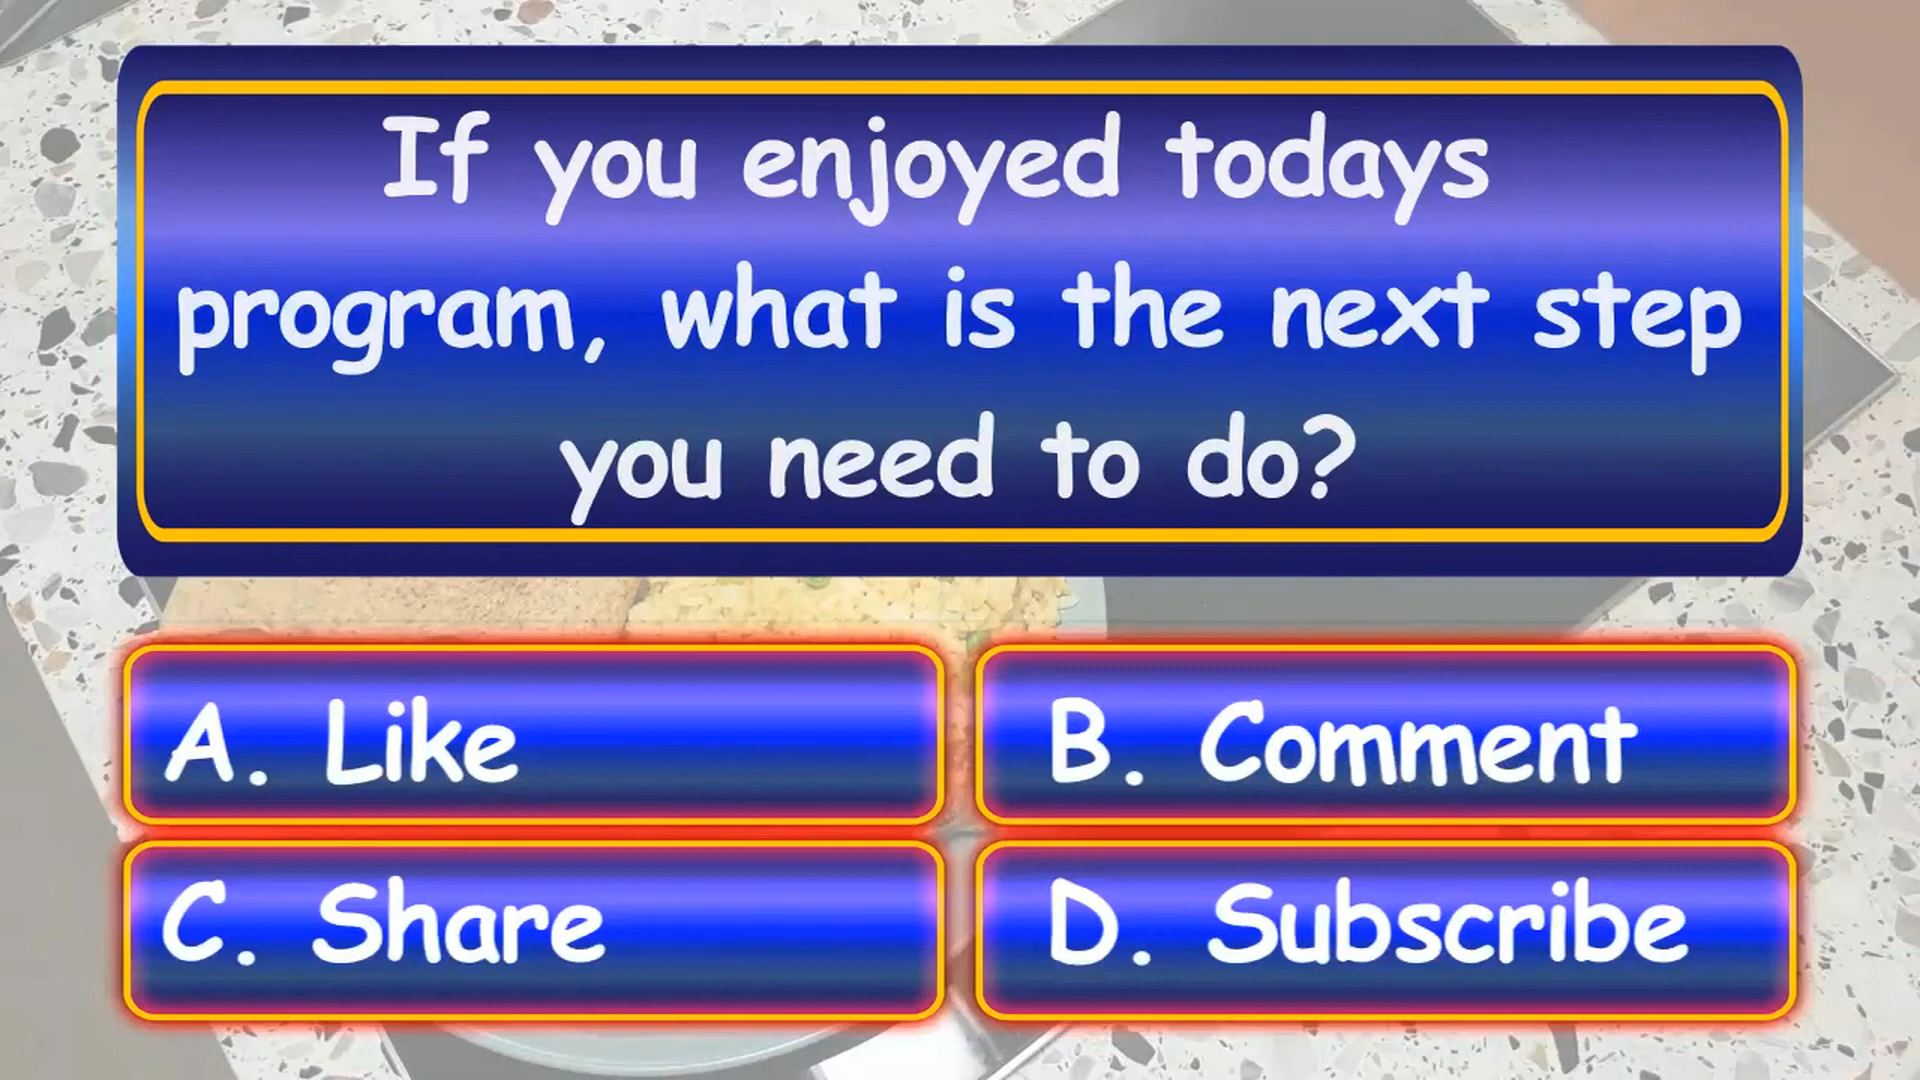 If you enjoyed todays
program, what is the next step
you need to do?
A. Like
B. Comment
C. Share
D. Subscribe